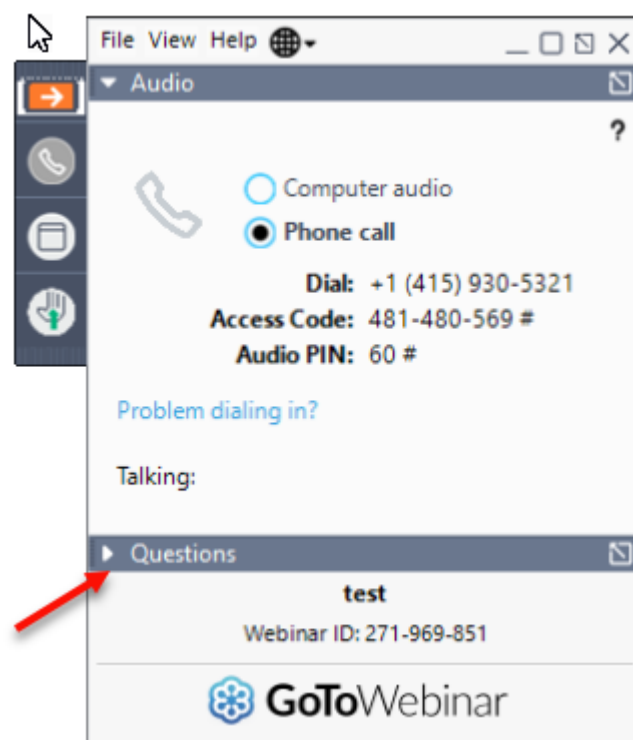 File View Help
Audio
?
Computer audio
Phone call
Dial: +1 (415) 930-5321
Access Code: 481-480-569 #
Audio PIN: 60 #
Problem dialing in?
Talking:
Questions
test
Webinar ID: 271-969-851
GoToWebinar